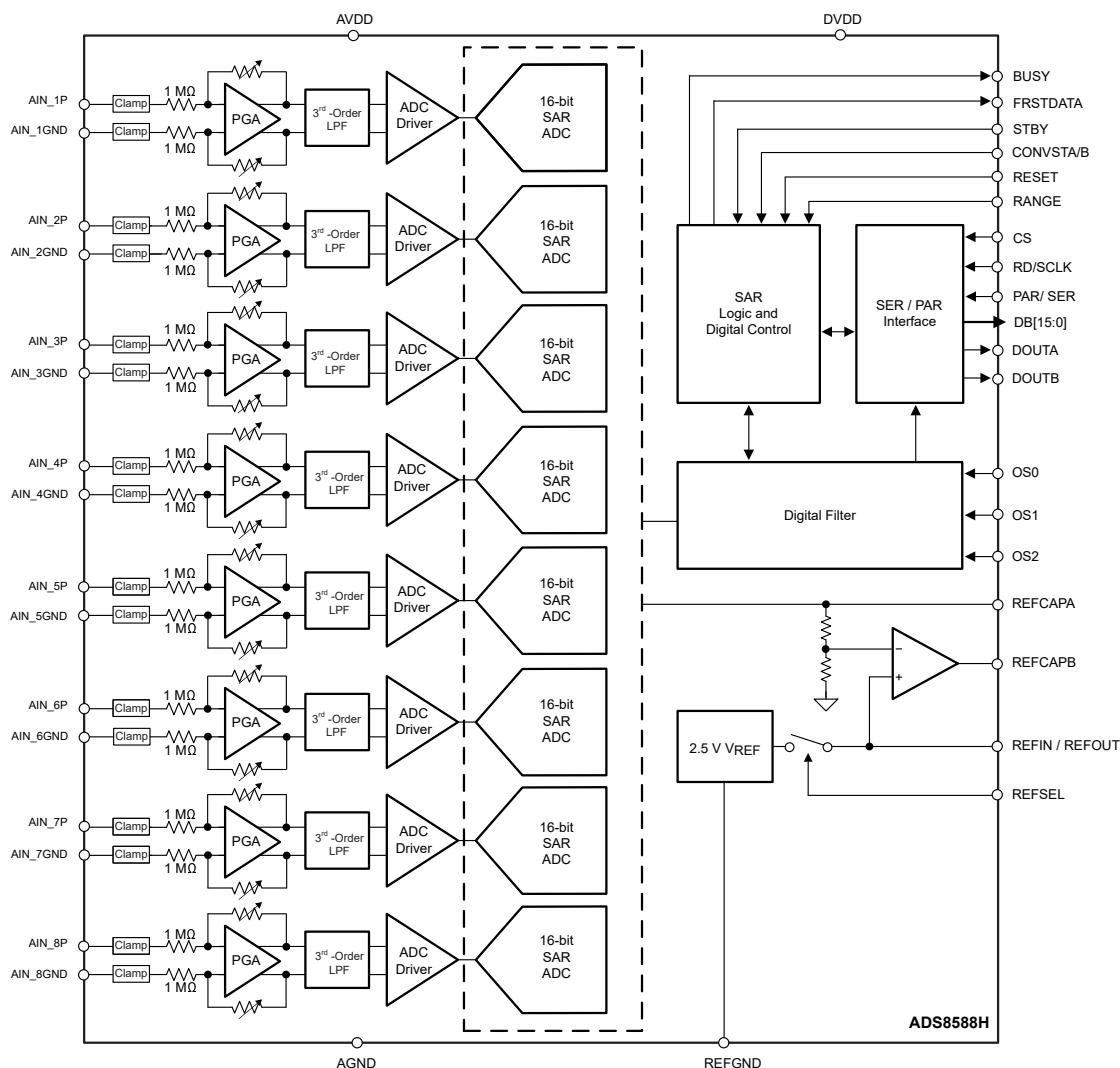 AVDD
DVDD
AIN_1P
Clamp
1 MΩ
AIN_1GND
Clamp
1 MΩ
PGA
3rd -Order
LPF
ADC
Driver
16-bit
SAR
ADC
AIN_2P
Clamp
1 MΩ
AIN_2GND
Clamp
1 MΩ
PGA
3rd -Order
LPF
ADC
Driver
16-bit
SAR
ADC
AIN_3P
Clamp
1 MΩ
AIN_3GND
Clamp
1 MΩ
PGA
3rd -Order
LPF
ADC
Driver
16-bit
SAR
ADC
AIN_4P
Clamp
1 MΩ
AIN_4GND
Clamp
1 MΩ
PGA
3rd -Order
LPF
ADC
Driver
16-bit
SAR
ADC
AIN_5P
Clamp
1 MΩ
AIN_5GND
Clamp
1 MΩ
PGA
3rd -Order
LPF
ADC
Driver
16-bit
SAR
ADC
AIN_6P
Clamp
1 MΩ
AIN_6GND
Clamp
1 MΩ
PGA
3rd -Order
LPF
ADC
Driver
16-bit
SAR
ADC
AIN_7P
Clamp
1 MΩ
AIN_7GND
Clamp
1 MΩ
PGA
3rd -Order
LPF
ADC
Driver
16-bit
SAR
ADC
AIN_8P
Clamp
1 MΩ
AIN_8GND
Clamp
1 MΩ
PGA
3rd -Order
LPF
ADC
Driver
16-bit
SAR
ADC
BUSY
FRSTDATA
STBY
CONVSTA/B
RESET
RANGE
CS
RD/SCLK
PAR/ SER
DB[15:0]
DOUTA
DOUTB
SAR
Logic and
Digital Control
SER / PAR
Interface
Digital Filter
OS0
OS1
OS2
REFCAPA
−
+
REFCAPB
2.5 V VREF
REFIN / REFOUT
REFSEL
ADS8588H
AGND
REFGND